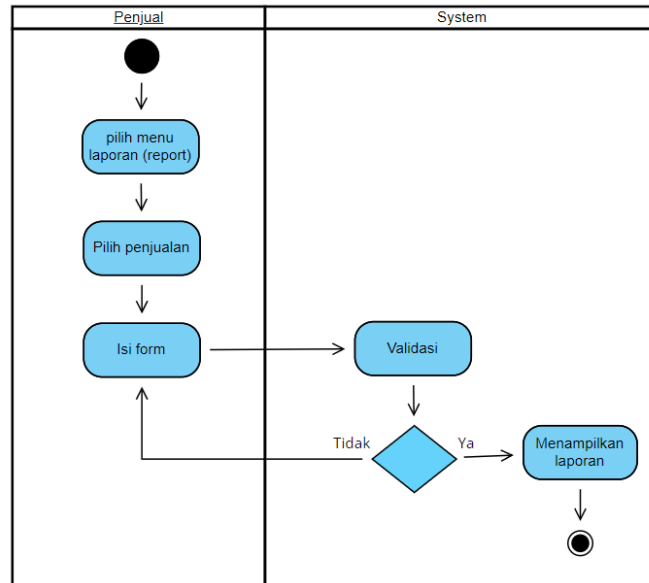 Penjual
System
pilih menu
laporan (report)
Pilih penjualan
Isi form
Validasi
Tidak
Ya
Menampilkan
laporan